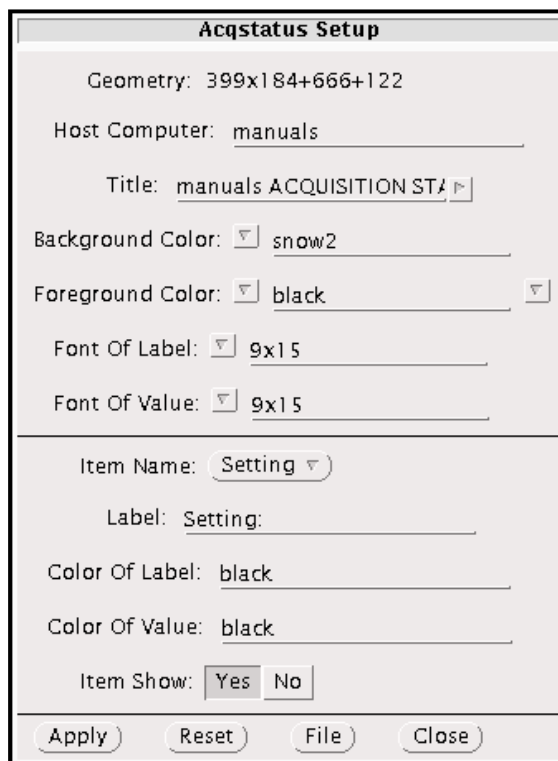 Acqstatus Setup
Geometry: 399x184+666+122
Host Computer: manuals
Title: manuals ACQUISITION STA
Background Color: snow2
Foreground Color: black
Font Of Label: 9x15
Font Of Value: 9x15
Item Name: Setting
Label: Setting:
Color Of Label: black
Color Of Value: black
Item Show: Yes No
Apply Reset File Close